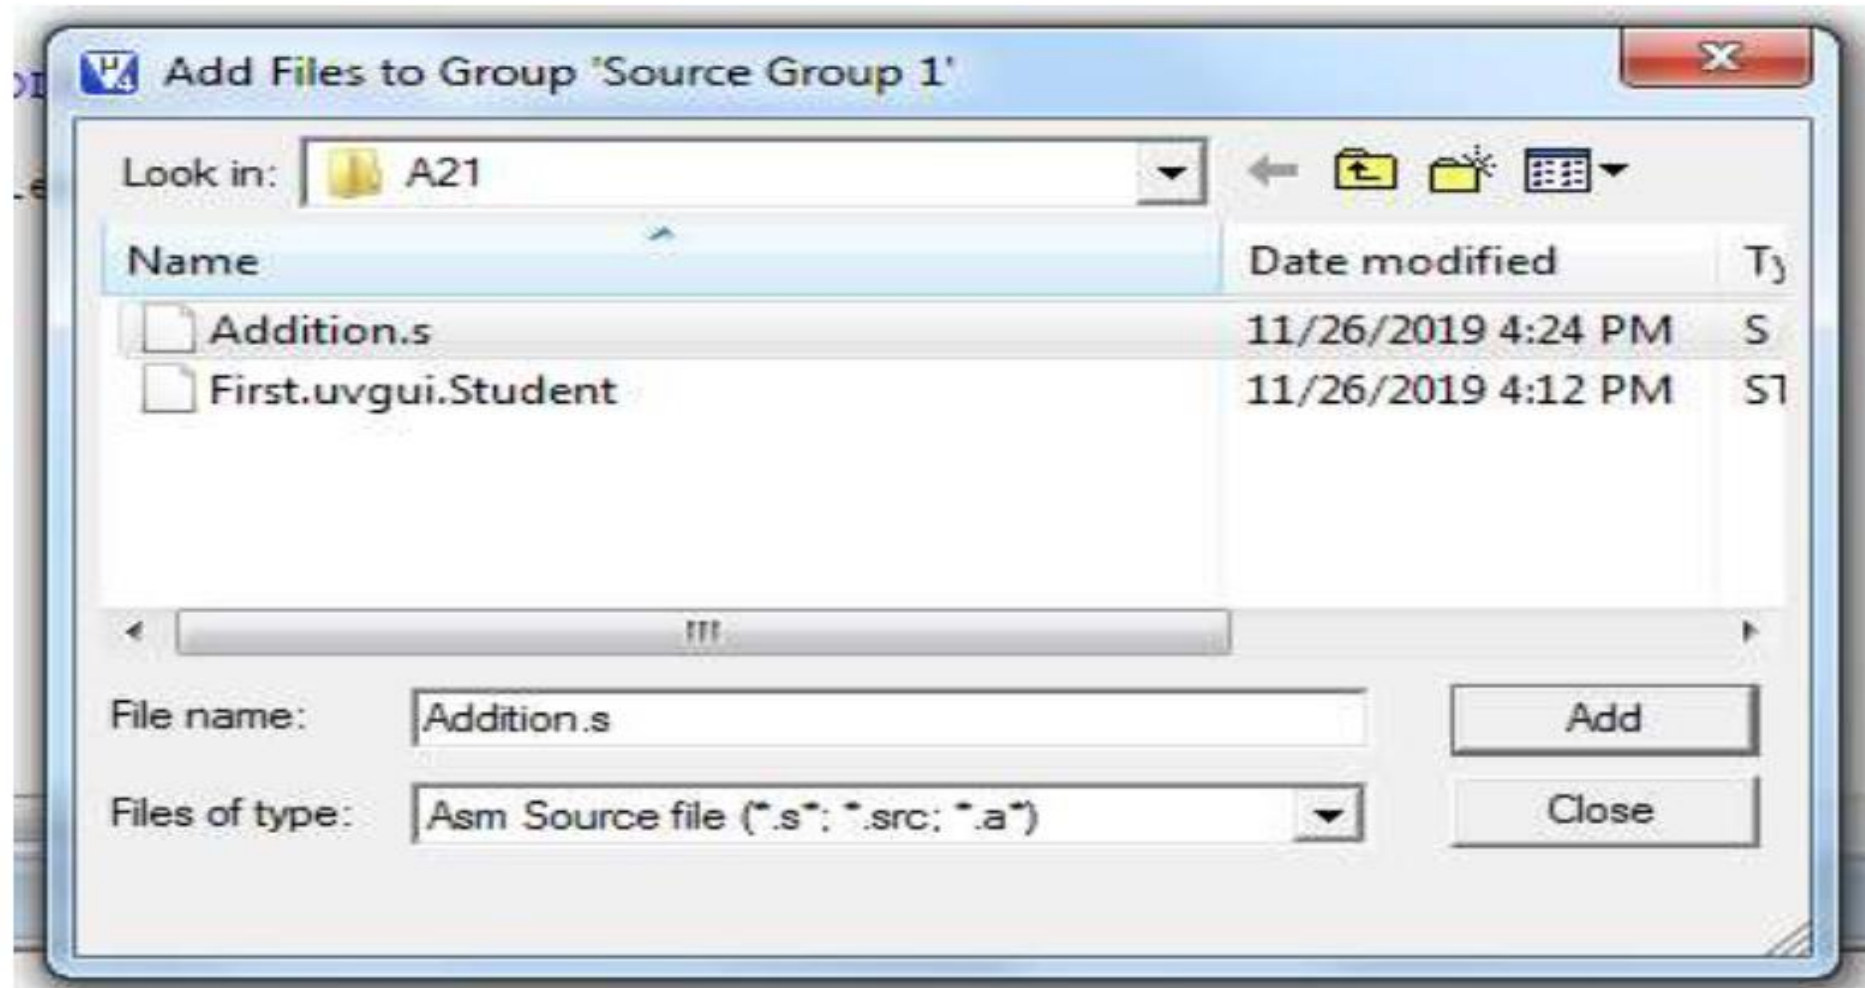 Add Files to Group 'Source Group 1'
Look in: A21
Name Date modified Ty
Addition.s 11/26/2019 4:24 PM S
First.uvgui.Student 11/26/2019 4:12 PM ST
File name: Addition.s Add
Files of type: Asm Source file (*.s*; *.src; *.a*) Close